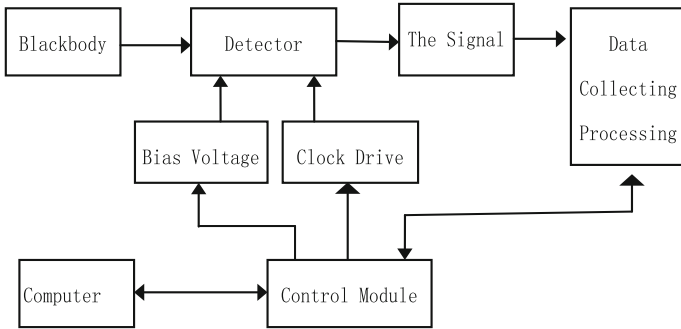 Blackbody
Detector
The Signal
Data
Collecting
Processing
Bias Voltage
Clock Drive
Computer
Control Module